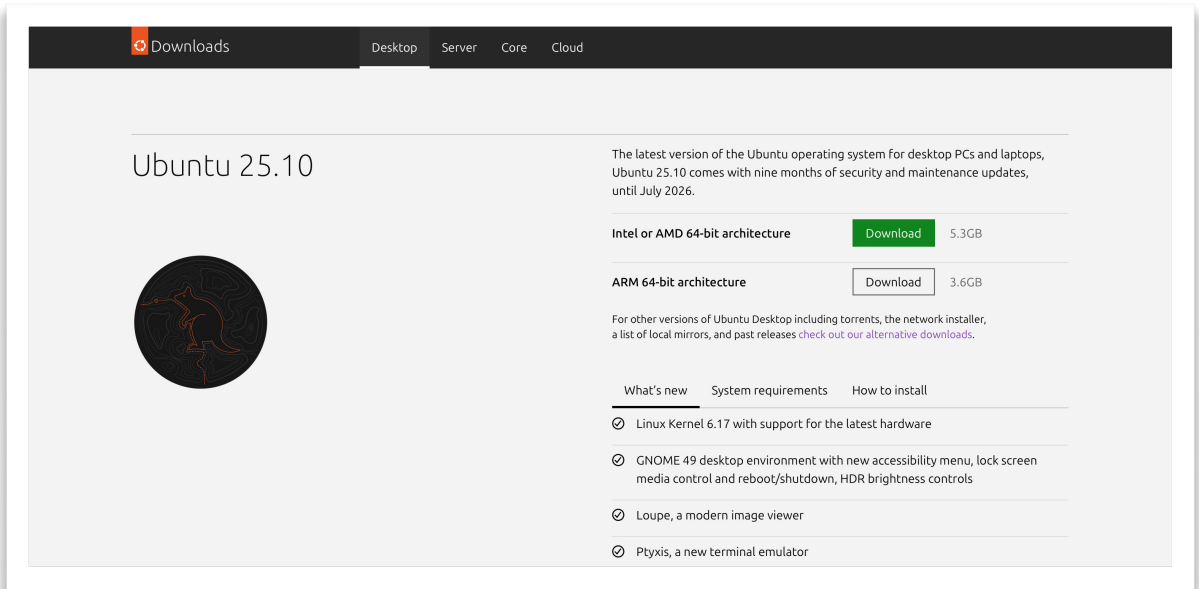 Downloads
Desktop Server Core Cloud
Ubuntu 25.10
The latest version of the Ubuntu operating system for desktop PCs and laptops,
Ubuntu 25.10 comes with nine months of security and maintenance updates,
until July 2026.
Intel or AMD 64-bit architecture Download 5.3GB
ARM 64-bit architecture Download 3.6GB
For other versions of Ubuntu Desktop including torrents, the network installer,
a list of local mirrors, and past releases check out our alternative downloads.
What's new System requirements How to install
Linux Kernel 6.17 with support for the latest hardware
GNOME 49 desktop environment with new accessibility menu, lock screen
media control and reboot/shutdown, HDR brightness controls
Loupe, a modern image viewer
Ptyxis, a new terminal emulator